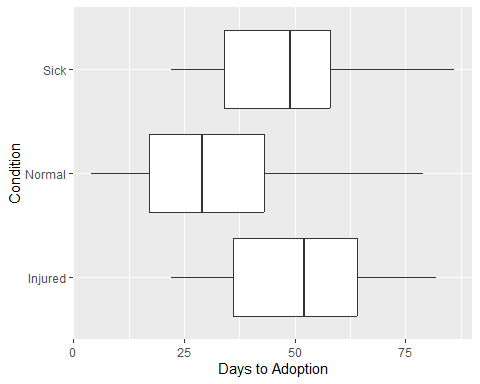 Sick
Normal
Injured
Condition
0 25 50 75
Days to Adoption